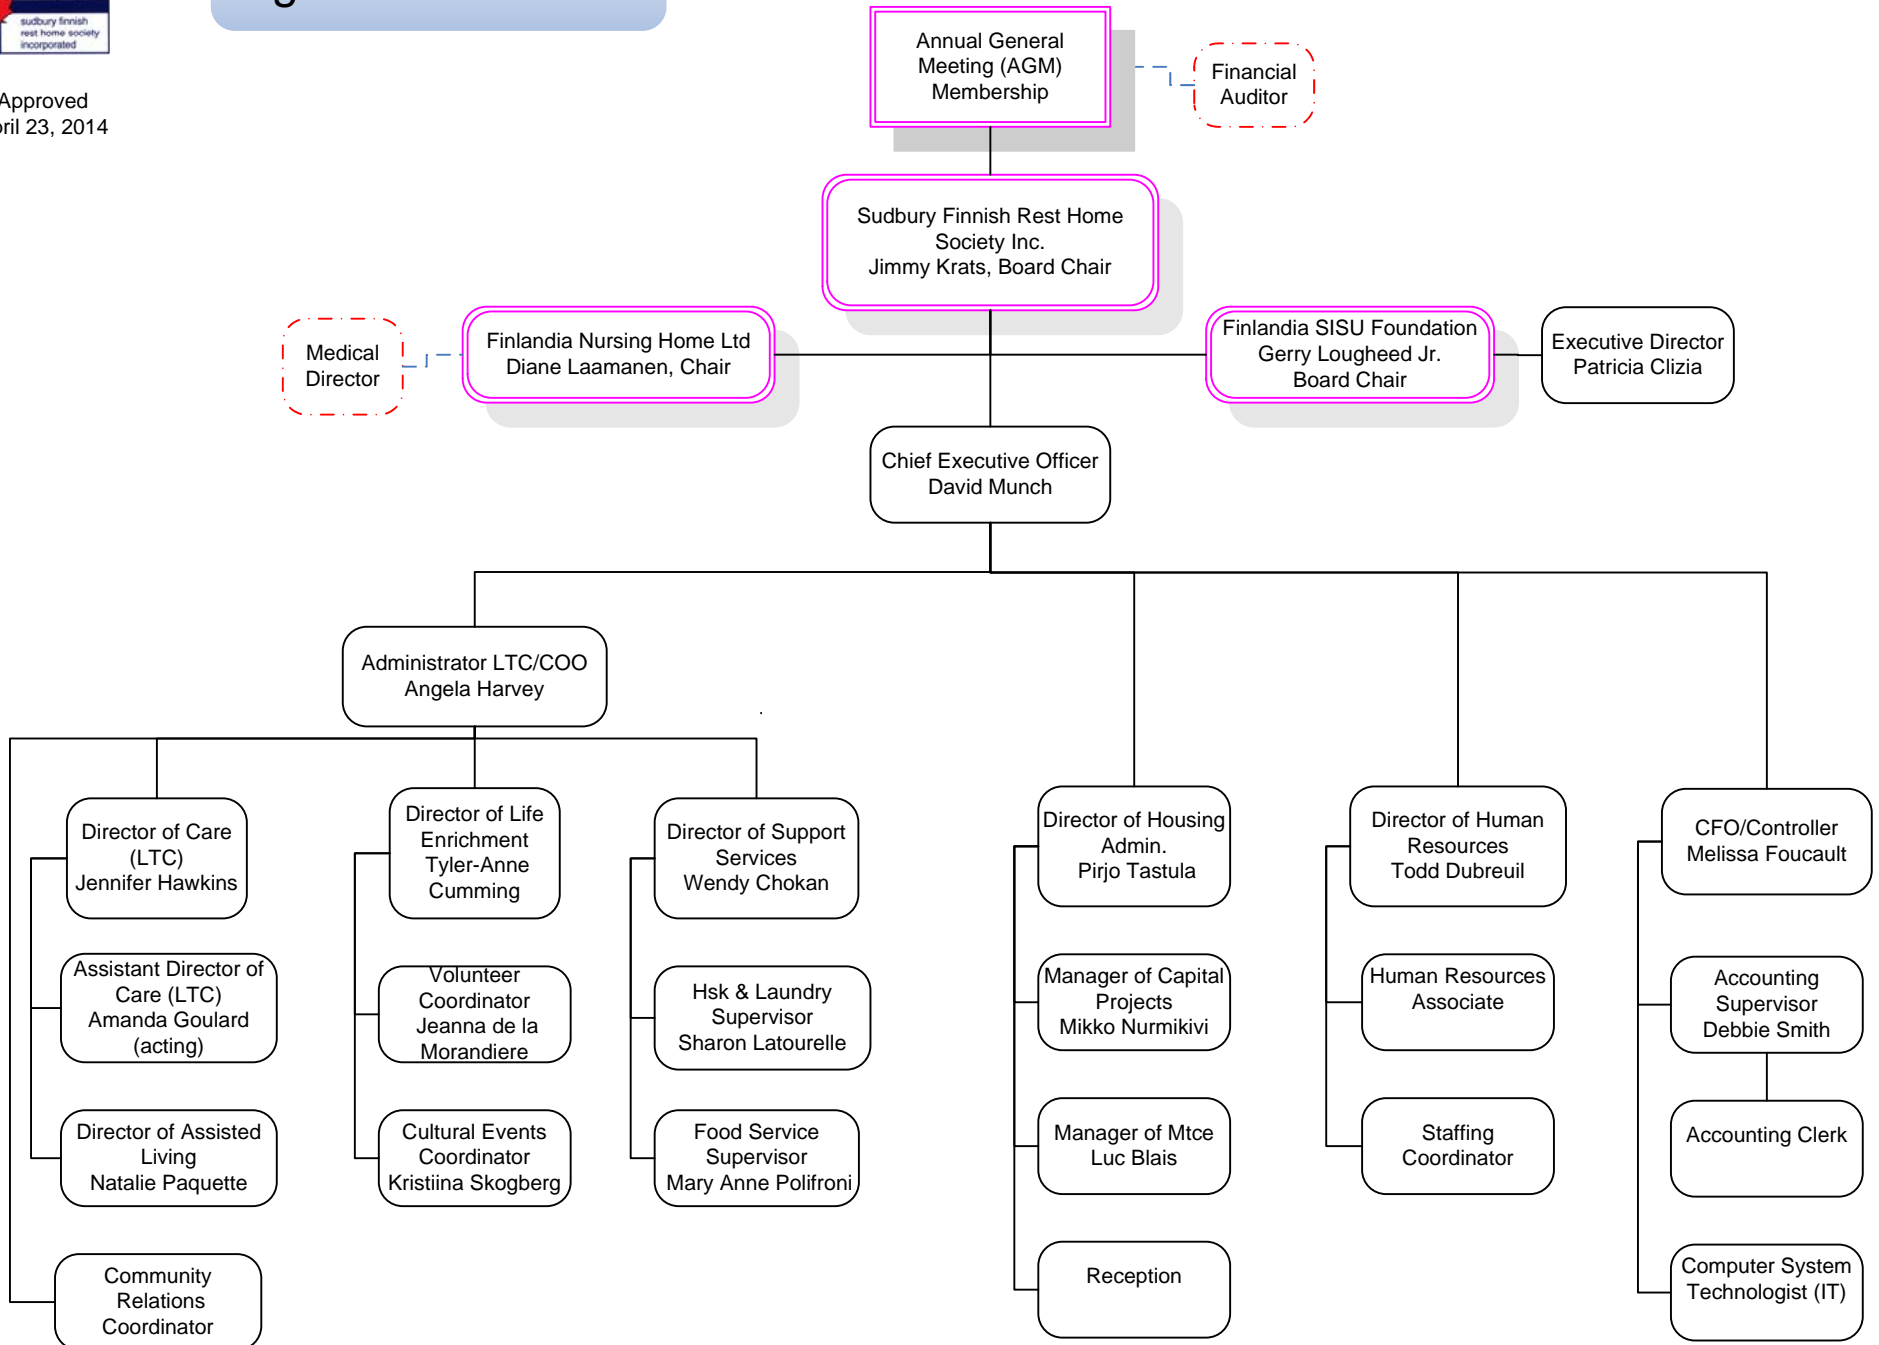 sudbury finnish
rest home society
incorporated
Approved
23, 2014
Annual General
Meeting (AGM)
Membership
Financial
Auditor
Sudbury Finnish Rest Home
Society Inc.
Jimmy Krats, Board Chair
Medical
Director
Finlandia Nursing Home Ltd
Diane Laamanen, Chair
Finlandia SISU Foundation
Gerry Lougheed Jr.
Board Chair
Executive Director
Patricia Clizia
Chief Executive Officer
David Munch
Administrator LTC/COO
Angela Harvey
Director of Care
(LTC)
Jennifer Hawkins
Director of Life
Enrichment
Tyler-Anne
Cumming
Director of Support
Services
Wendy Chokan
Director of Housing
Admin.
Pirjo Tastula
Director of Human
Resources
Todd Dubreuil
CFO/Controller
Melissa Foucault
Assistant Director of
Care (LTC)
Amanda Goulard
(acting)
Volunteer
Coordinator
Jeanna de la
Morandiere
Hsk & Laundry
Supervisor
Sharon Latourelle
Manager of Capital
Projects
Mikko Nurmikivi
Human Resources
Associate
Accounting
Supervisor
Debbie Smith
Director of Assisted
Living
Natalie Paquette
Cultural Events
Coordinator
Kristiina Skogberg
Food Service
Supervisor
Mary Anne Polifroni
Manager of Mtce
Luc Blais
Staffing
Coordinator
Accounting Clerk
Community
Relations
Coordinator
Reception
Computer System
Technologist (IT)